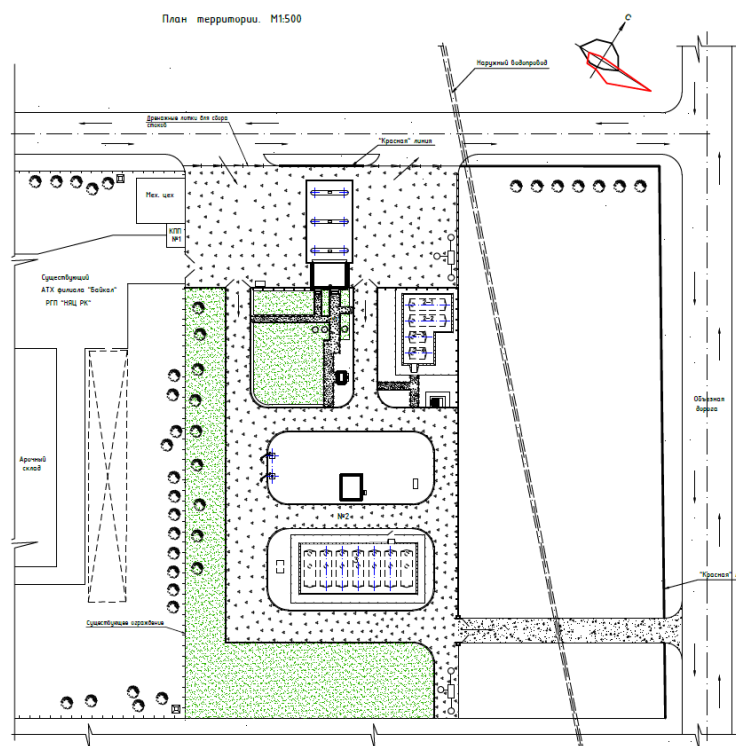 План территории. М1:500
С
Наружный водопровод
Дренажные лотки для сбора
стоков
"Красная" линия
Мех. цех
КПП
№1
Существующий
АТХ филиала "Байкал"
РГП "НЯЦ РК"
Объездная
дорога
Арочный
склад
№2
"Красная"
Существующее ограждение